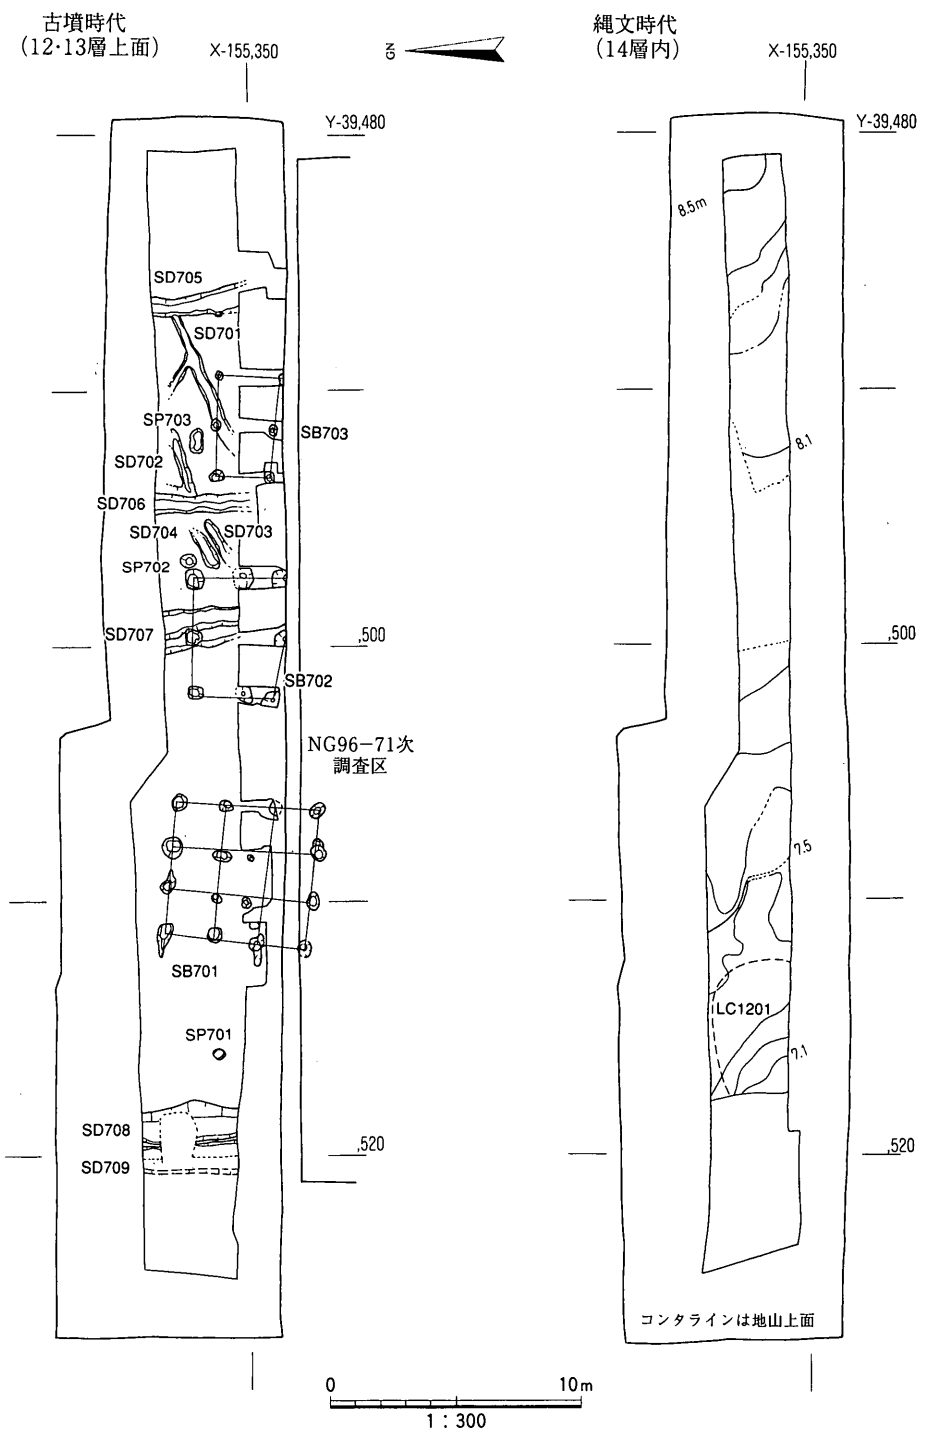 古墳時代
(12・13層上面)
X-155,350
GN
縄文時代
(14層内)
X-155,350
Y-39,480
Y-39,480
8.5m
SD705
SD701
SP703
SB703
SD702
8.1
SD706
SD704
SD703
SP702
SD707
,500
,500
SB702
NG96-71次
調査区
7.5
SB701
LC1201
SP701
7.1
SD708
,520
,520
SD709
コンタラインは地山上面
0
10m
1:300